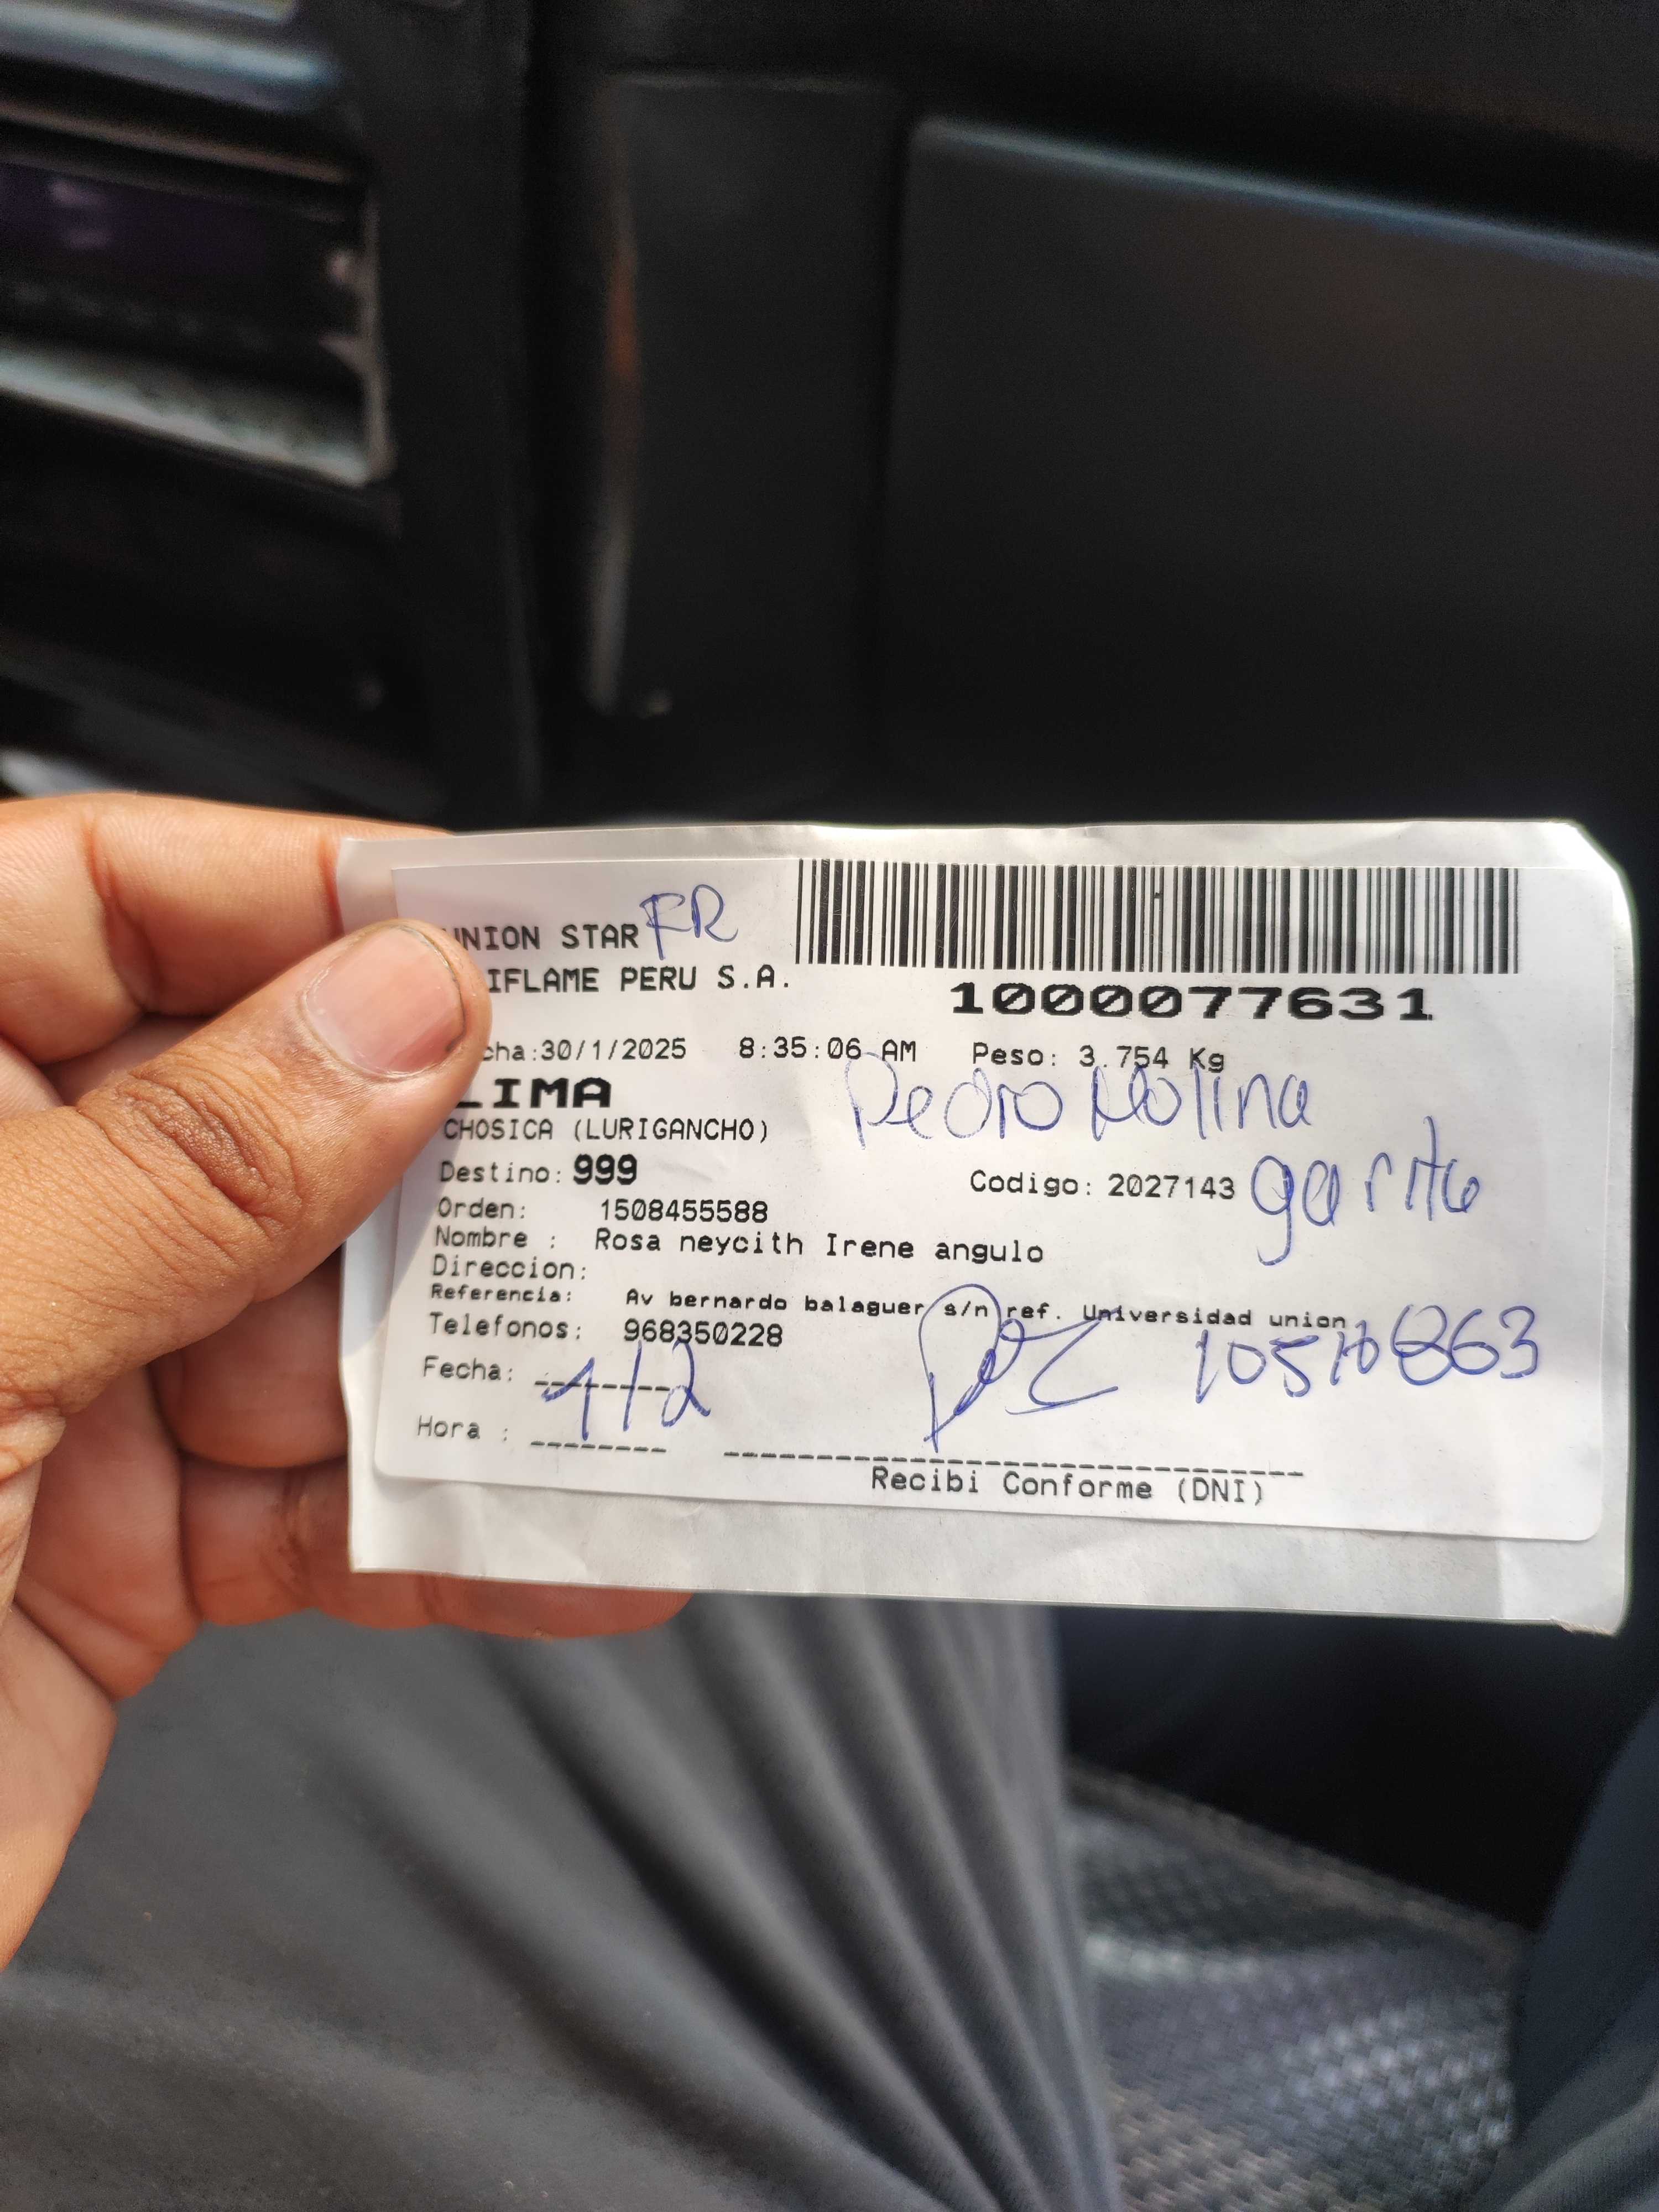 UNION STAR FR
IFLAME PERU S.A.
1000077631
cha:30/1/2025 8:35:06 AM Peso: 3.754 Kg
LIMA
Pedro Molina
CHOSICA (LURIGANCHO)
Destino: 999
Codigo: 2027143 garita
Orden: 1508455588
Nombre : Rosa neycith Irene angulo
Direccion:
Referencia: Av bernardo balaguer s/n ref. Universidad union
Telefonos: 968350228
Fecha: 1/2
Hora :
Recibi Conforme (DNI)